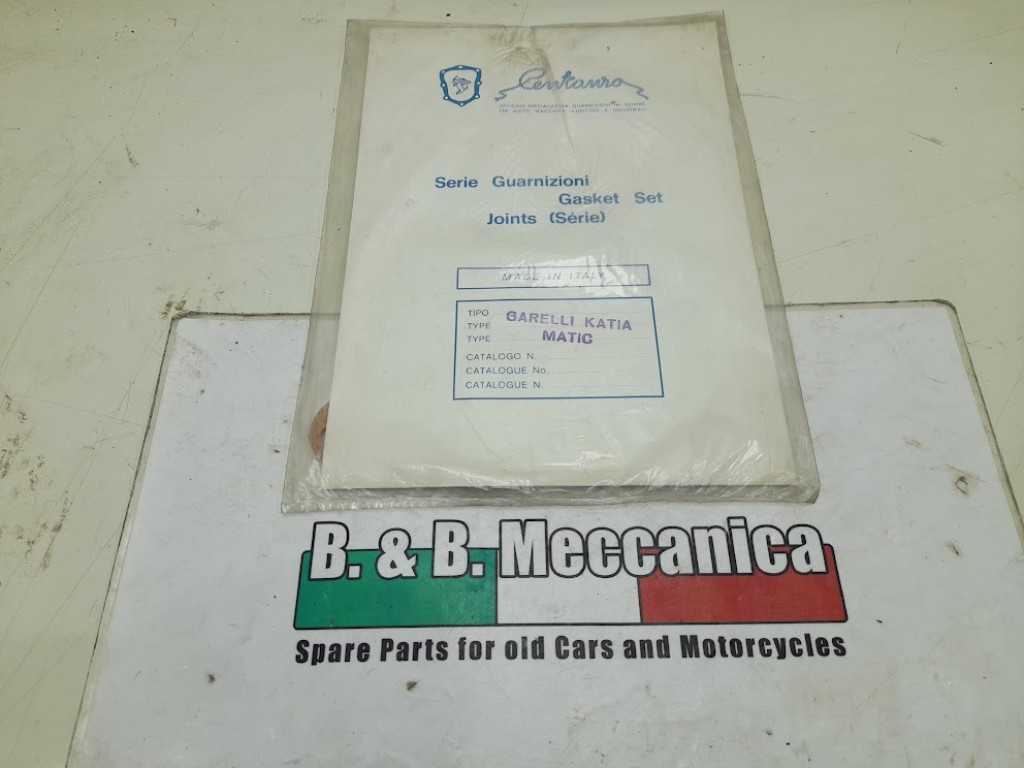 Centauro
Serie Guarnizioni
Gasket Set
Joints (Série)
MADE IN ITALY
TIPO
TYPE
TYPE
GARELLI KATIA
MATIC
CATALOGO N.
CATALOGUE No.
CATALOGUE N.
B. & B. Meccanica
Spare Parts for old Cars and Motorcycles